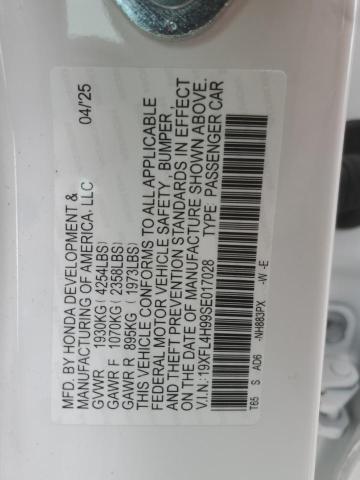 MFD. BY HONDA DEVELOPMENT &
MANUFACTURING OF AMERICA, LLC 04/'25
GVWR 1930KG (4254LBS)
GAWR F 1070KG (2358LBS)
GAWR R 895KG (1973LBS)
THIS VEHICLE CONFORMS TO ALL APPLICABLE
FEDERAL MOTOR VEHICLE SAFETY, BUMPER,
AND THEFT PREVENTION STANDARDS IN EFFECT
ON THE DATE OF MANUFACTURE SHOWN ABOVE.
V.I.N.: 19XFL4H99SE017028 TYPE: PASSENGER CAR
T65 S AD6 -NH883PX -W -E